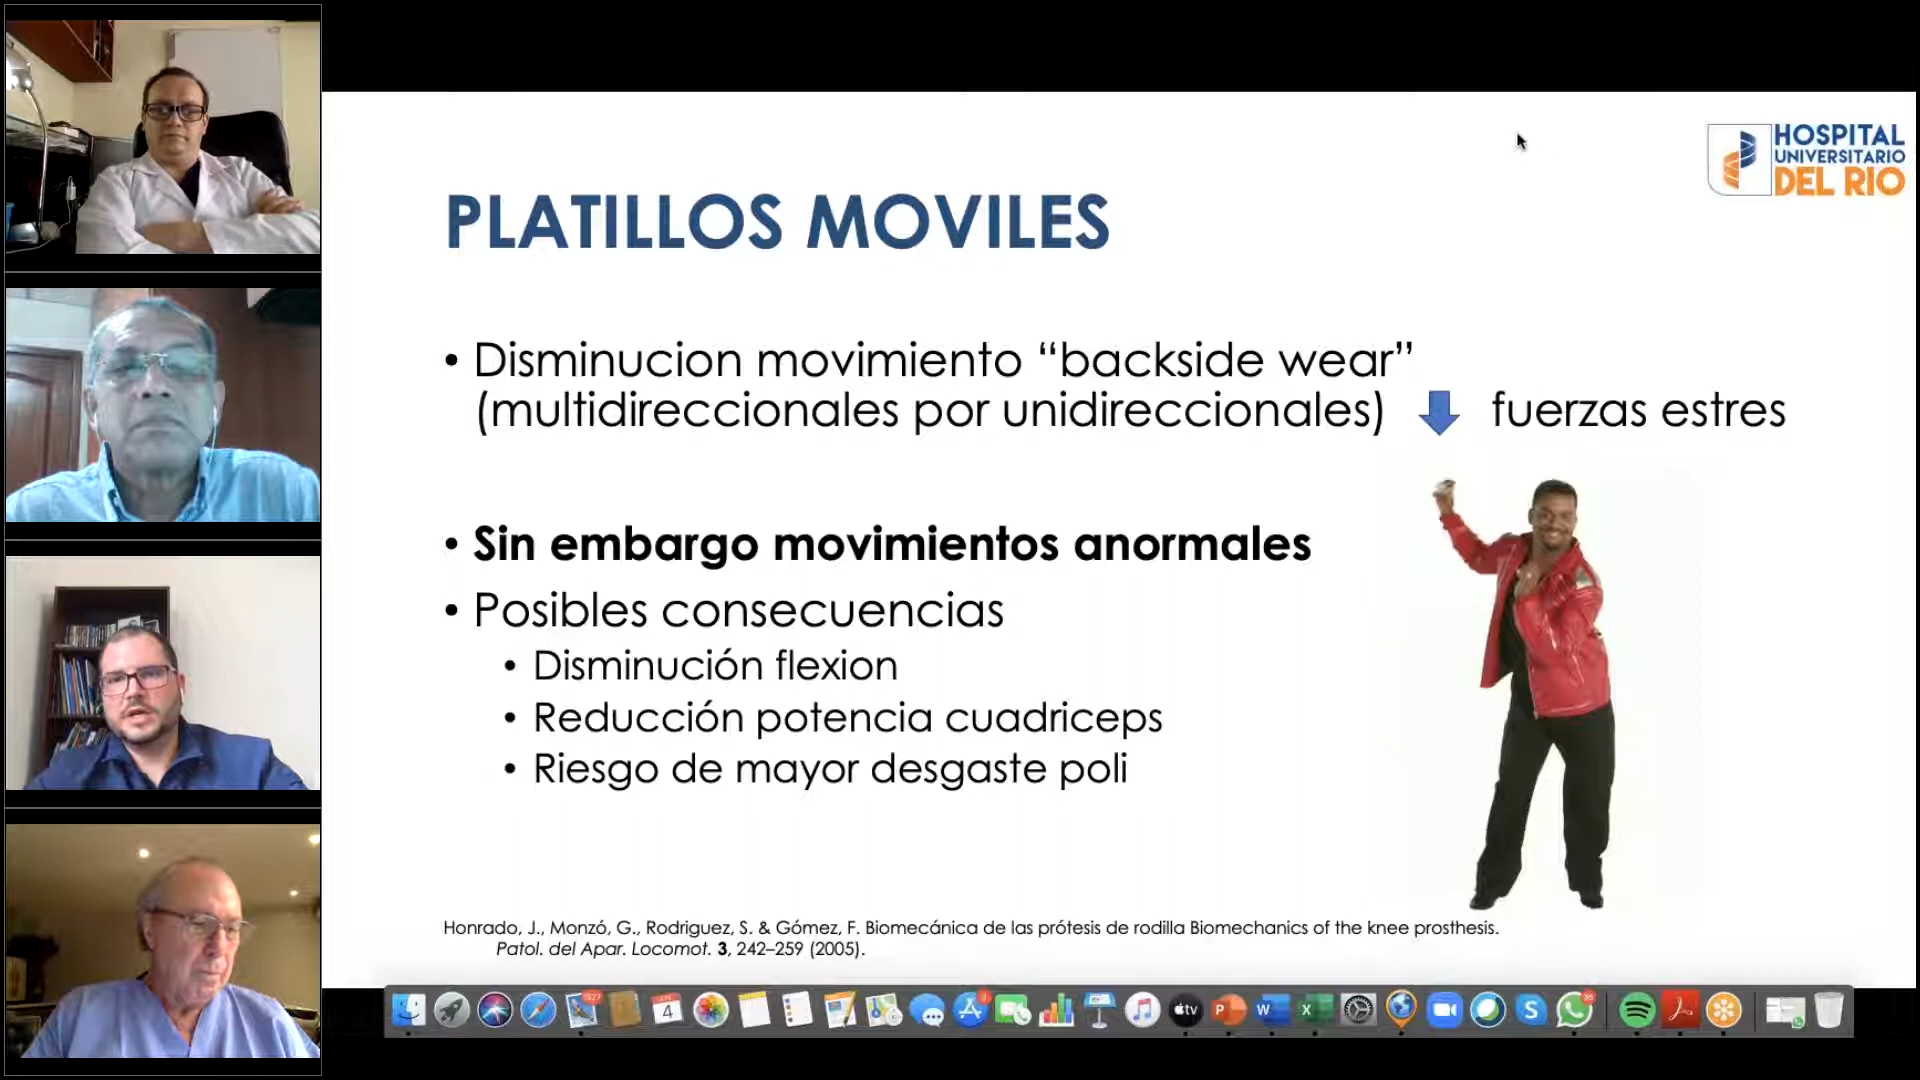 HOSPITAL
UNIVERSITARIO
DEL RIO
PLATILLOS MOVILES
• Disminucion movimiento “backside wear”
(multidireccionales por unidireccionales) fuerzas estres
• Sin embargo movimientos anormales
• Posibles consecuencias
• Disminución flexion
• Reducción potencia cuadriceps
• Riesgo de mayor desgaste poli
Honrado, J., Monzó, G., Rodriguez, S. & Gómez, F. Biomecánica de las prótesis de rodilla Biomechanics of the knee prosthesis.
Patol. del Apar. Locomot. 3, 242–259 (2005).